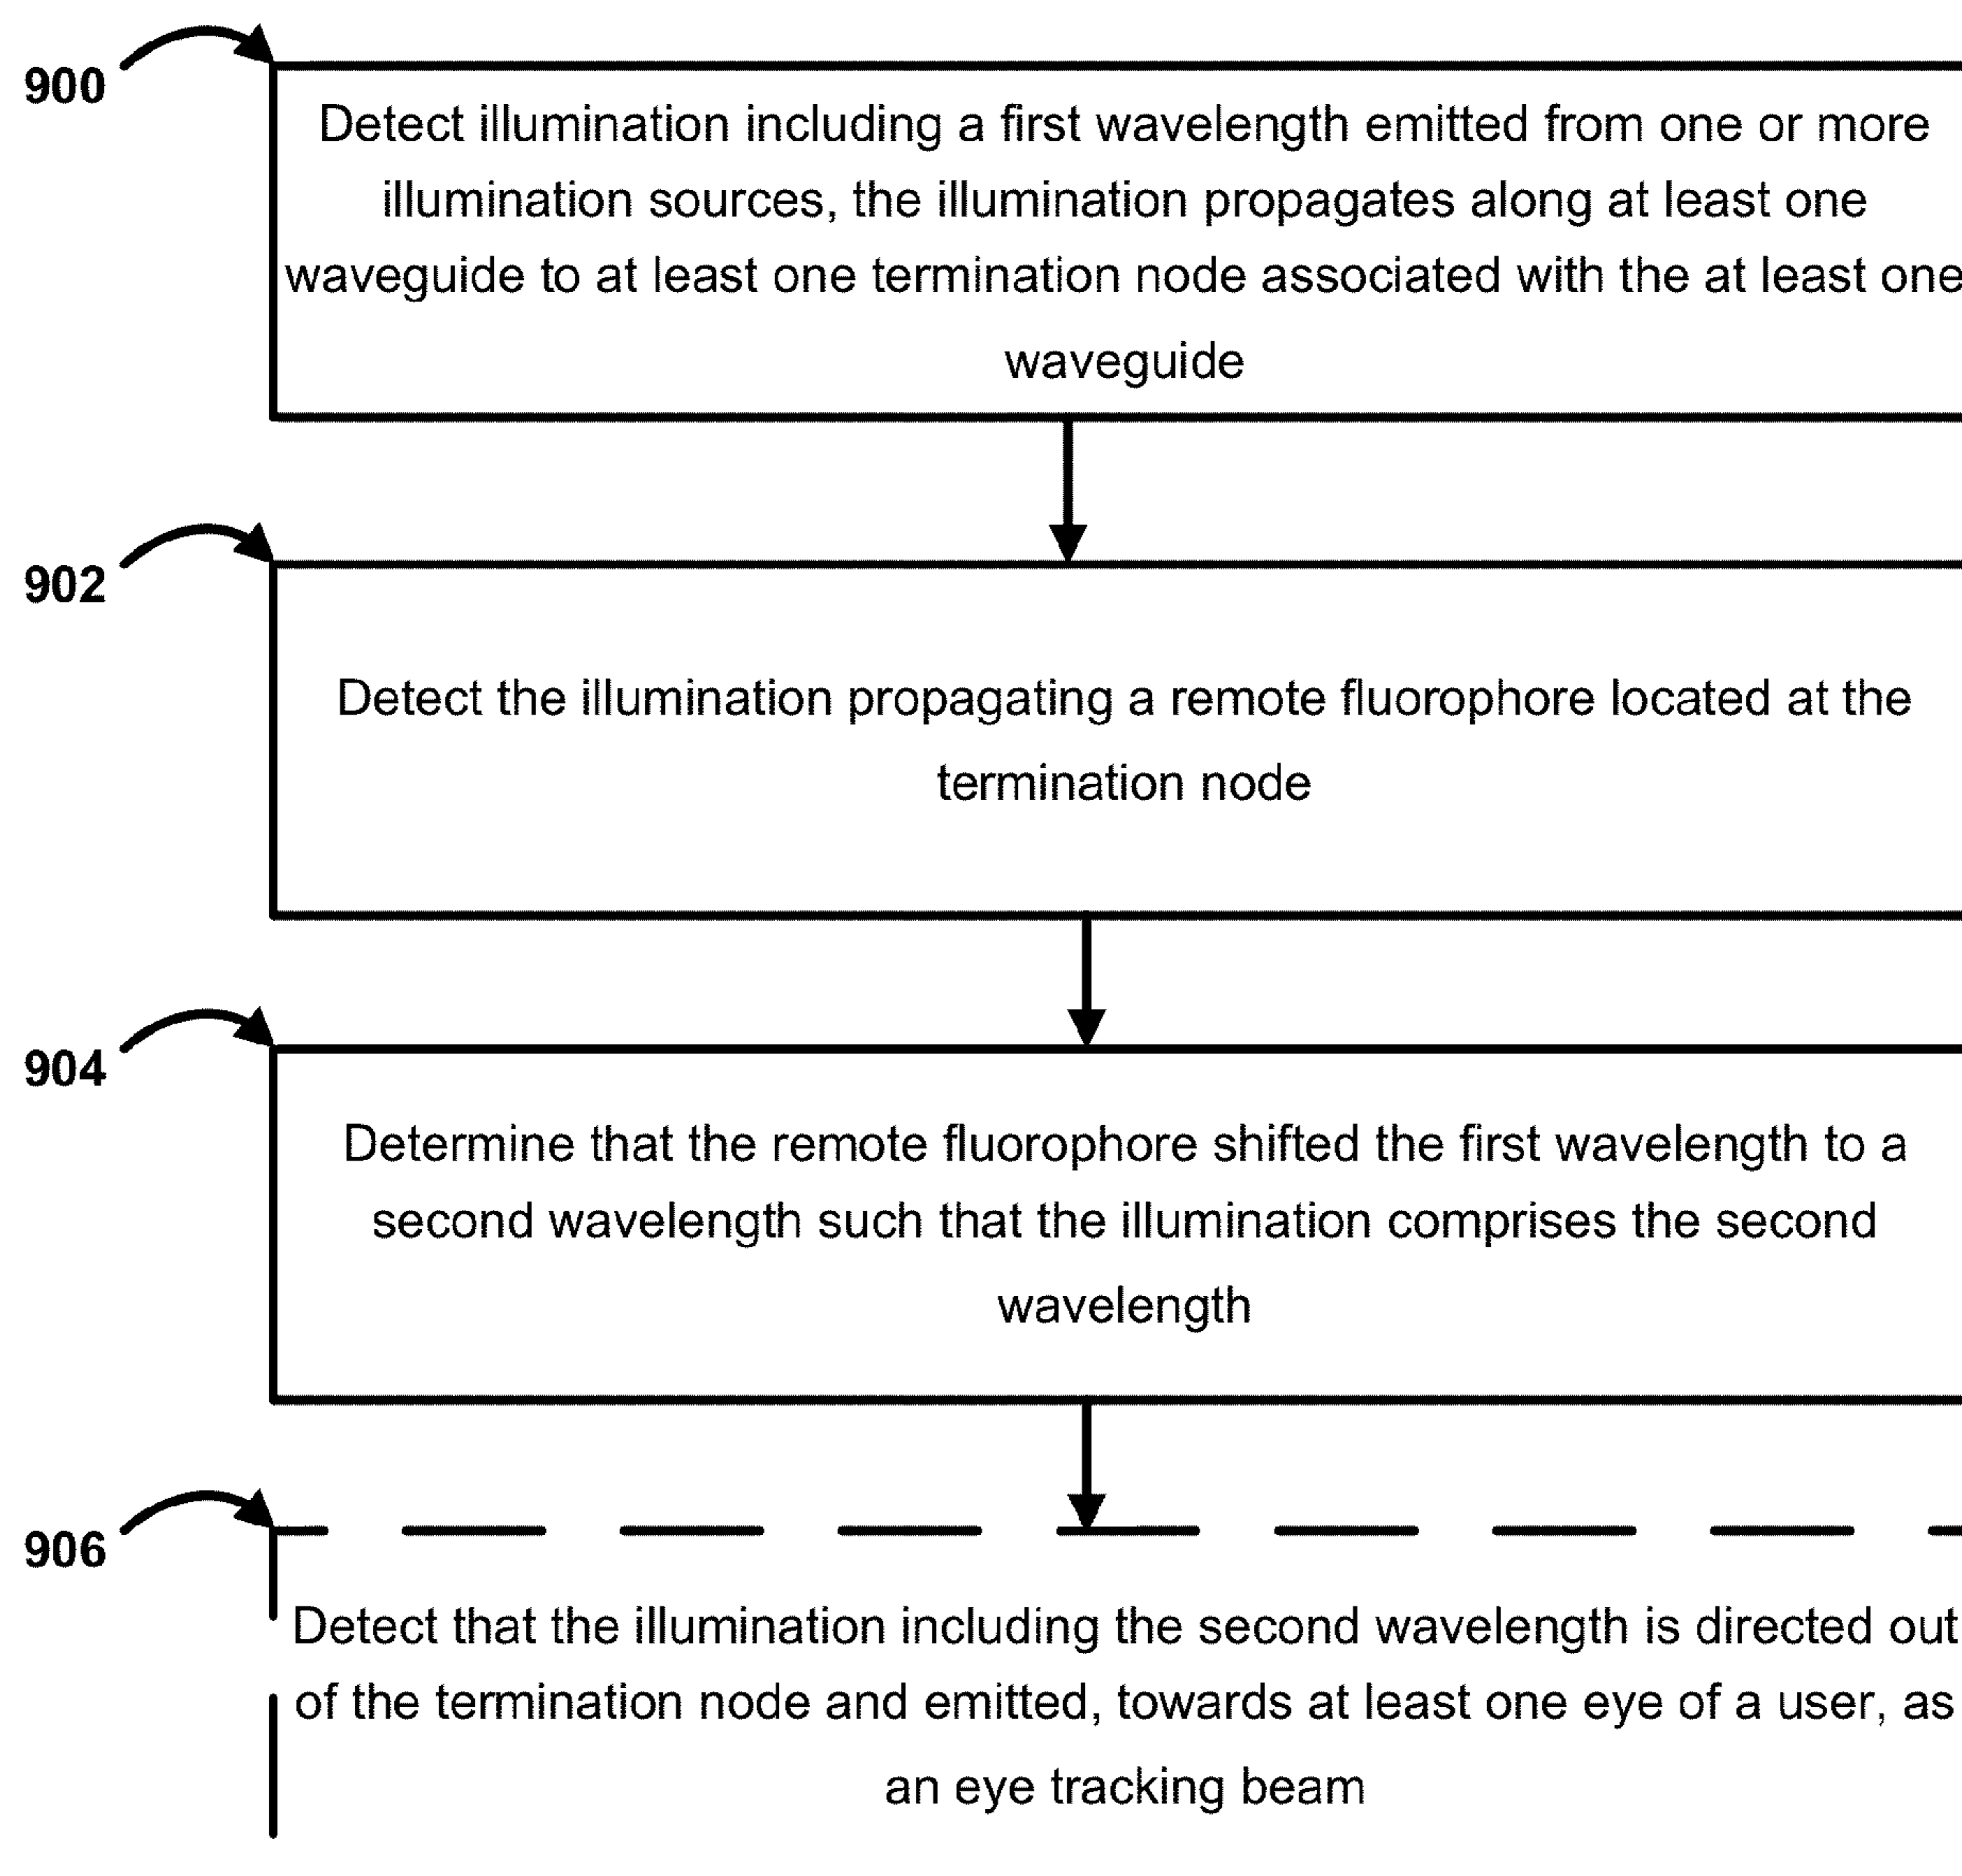 900
Detect illumination including a first wavelength emitted from one or more
illumination sources, the illumination propagates along at least one
waveguide to at least one termination node associated with the at least one
waveguide
902
Detect the illumination propagating a remote fluorophore located at the
termination node
904
Determine that the remote fluorophore shifted the first wavelength to a
second wavelength such that the illumination comprises the second
wavelength
906
Detect that the illumination including the second wavelength is directed out
of the termination node and emitted, towards at least one eye of a user, as
an eye tracking beam